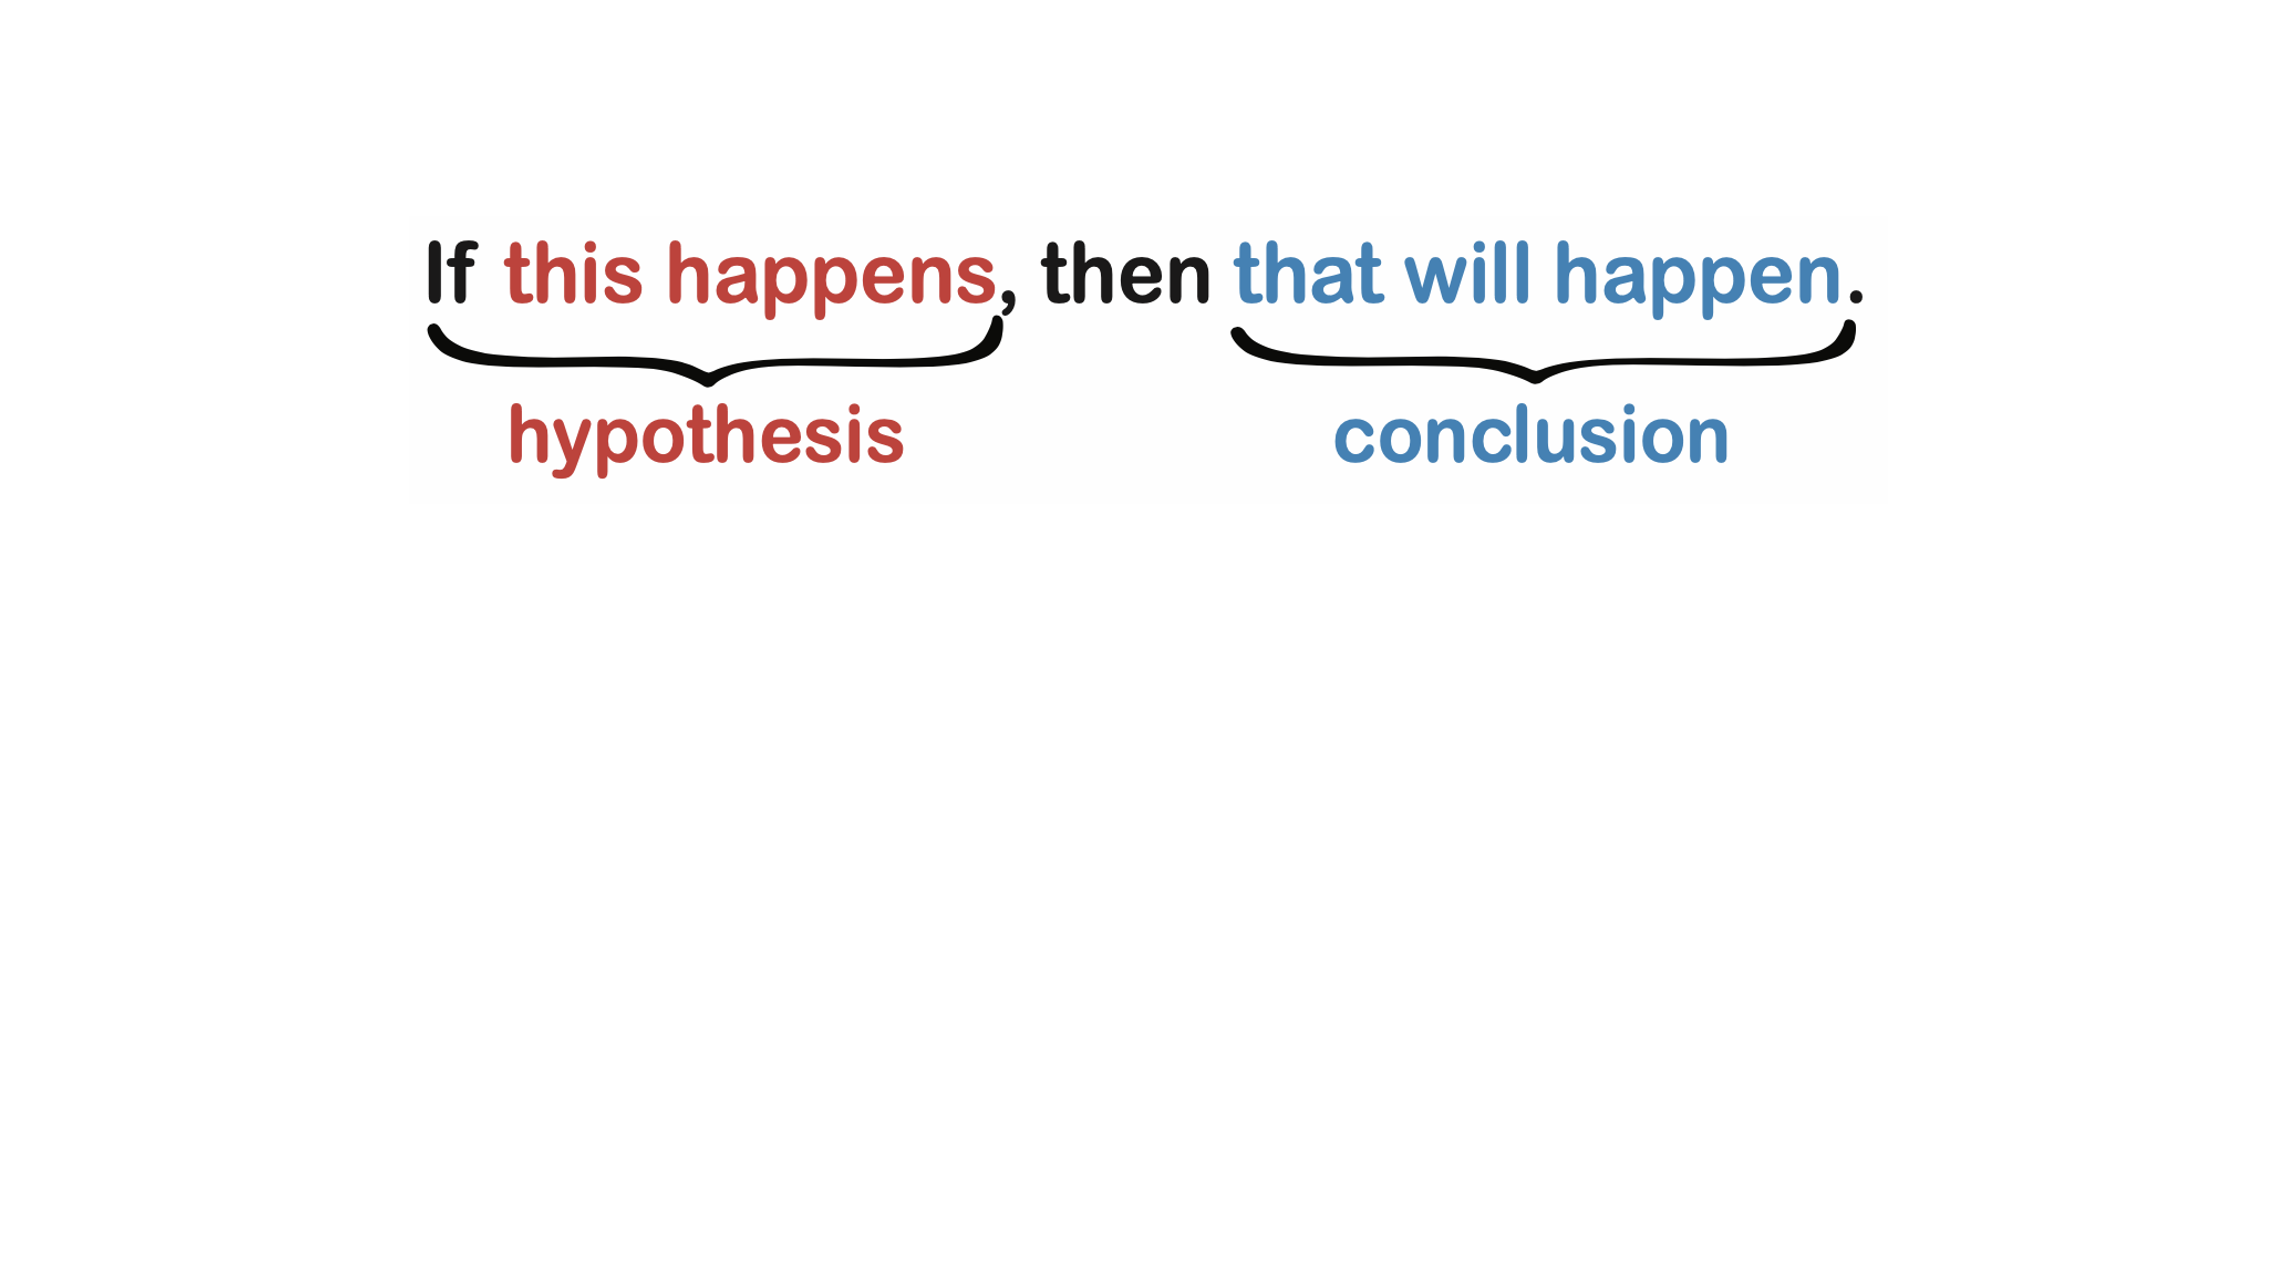 If this happens, then that will happen.
hypothesis conclusion